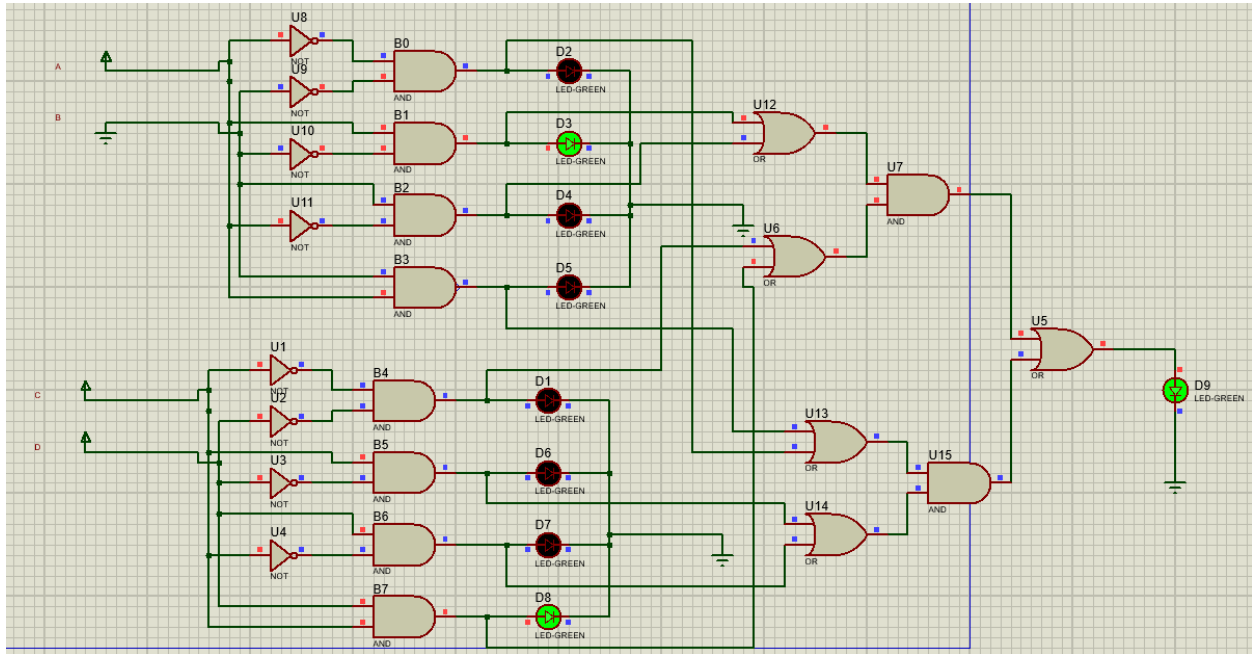 U8
NOT
U9
NOT
U10
NOT
U11
NOT
A
B
B0
AND
B1
AND
B2
AND
B3
AND
D2
LED-GREEN
D3
LED-GREEN
D4
LED-GREEN
D5
LED-GREEN
U12
OR
U6
OR
U7
AND
U1
NOT
U2
NOT
U3
NOT
U4
NOT
C
D
B4
AND
B5
AND
B6
AND
B7
AND
D1
LED-GREEN
D6
LED-GREEN
D7
LED-GREEN
D8
LED-GREEN
U13
OR
U14
OR
U15
AND
U5
OR
D9
LED-GREEN